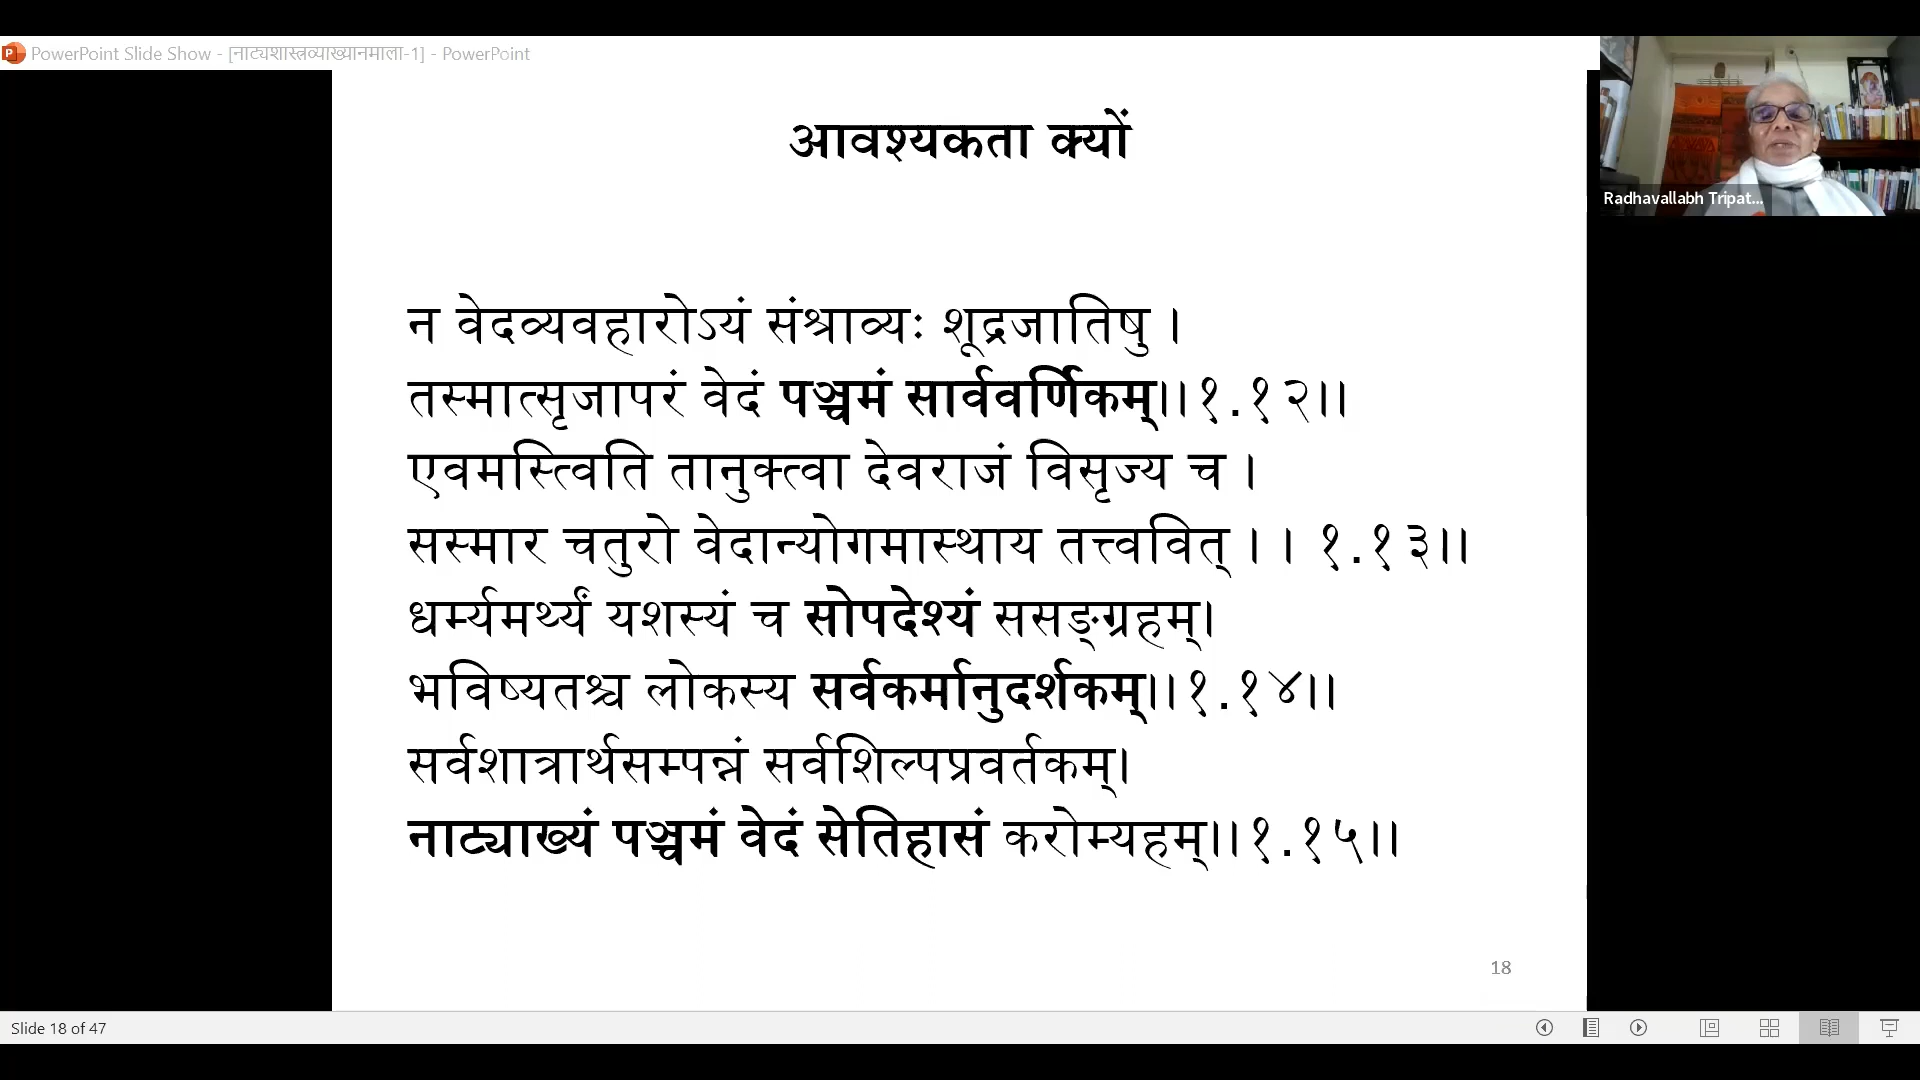 PowerPoint Slide Show - [नाट्यशास्त्रव्याख्यानमाला-1] - PowerPoint
Radhavallabh Tripat...
आवश्यकता क्यों
न वेदव्यवहारोऽयं संश्राव्यः शूद्रजातिषु ।
तस्मात्सृजापरं वेदं पञ्चमं सार्ववर्णिकम्।।१.१२।।
एवमस्त्विति तानुक्त्वा देवराजं विसृज्य च ।
सस्मार चतुरो वेदान्योगमास्थाय तत्त्ववित् । । १.१३।।
धर्म्यमर्थ्यं यशस्यं च सोपदेश्यं ससङ्ग्रहम्।
भविष्यतश्च लोकस्य सर्वकर्मानुदर्शकम्।।१.१४।।
सर्वशात्रार्थसम्पन्नं सर्वशिल्पप्रवर्तकम्।
नाट्याख्यं पञ्चमं वेदं सेतिहासं करोम्यहम्।।१.१५।।
18
Slide 18 of 47